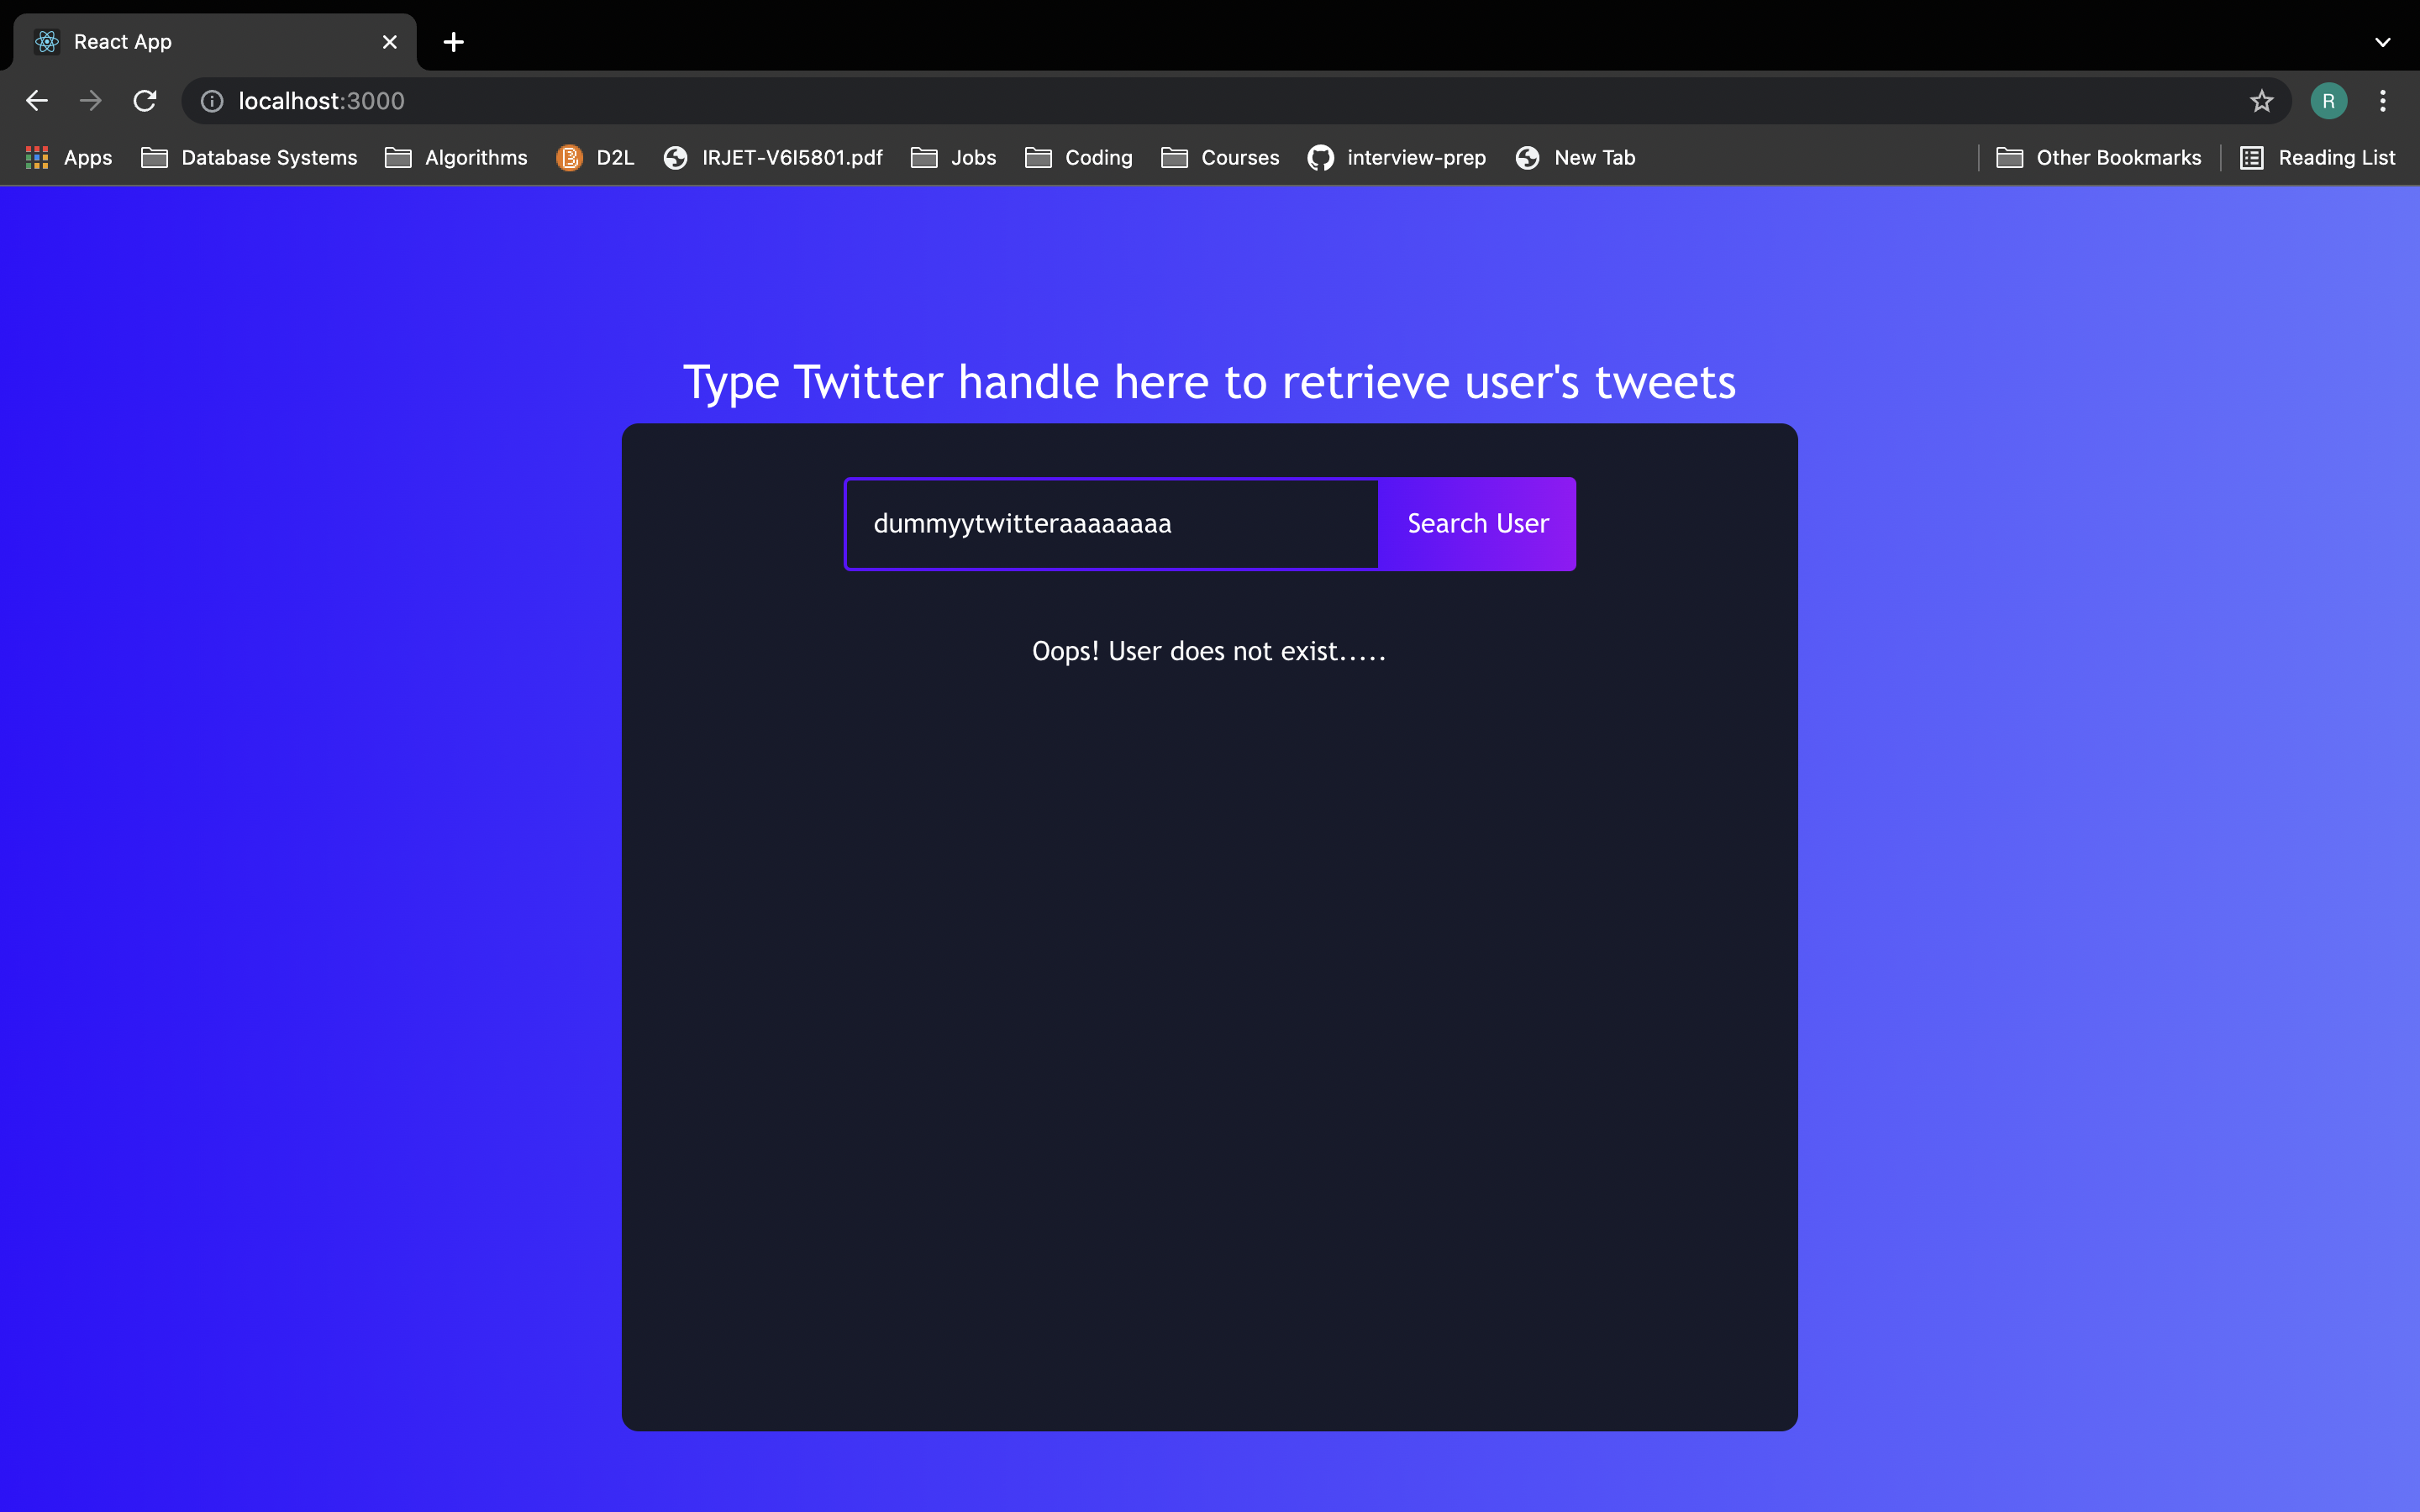 React App
localhost:3000
R
Apps Database Systems Algorithms D2L IRJET-V6I5801.pdf Jobs Coding Courses interview-prep New Tab Other Bookmarks Reading List
Type Twitter handle here to retrieve user's tweets
dummyytwitteraaaaaaaa Search User
Oops! User does not exist.....